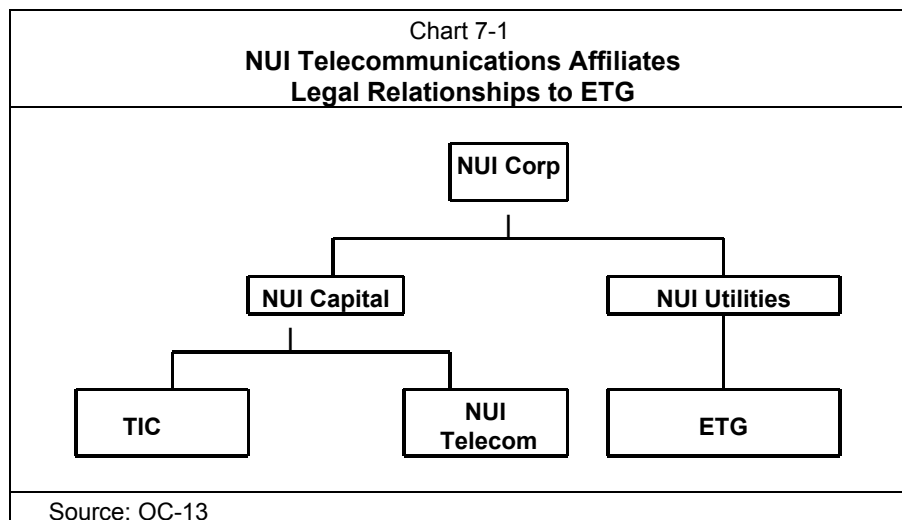 Chart 7-1
NUI Telecommunications Affiliates
Legal Relationships to ETG
NUI Corp
NUI Capital
NUI Utilities
TIC
NUI
Telecom
ETG
Source: OC-13